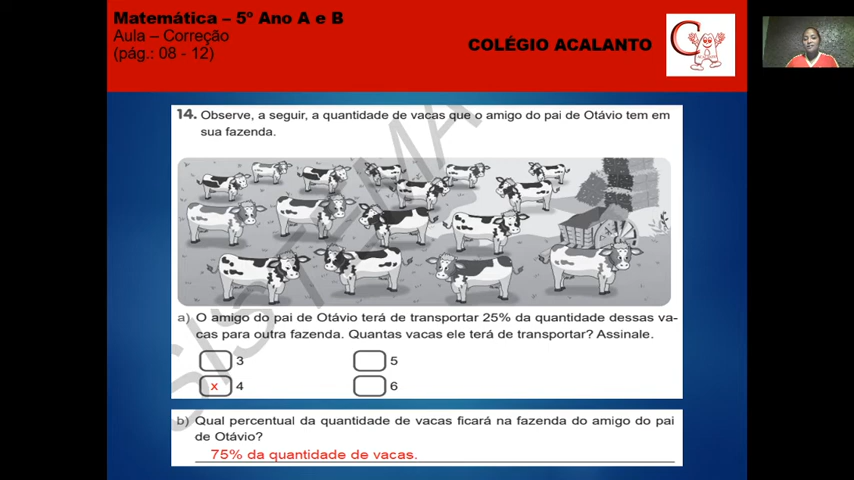 Matemática – 5º Ano A e B
Aula – Correção
(pág.: 08 - 12)
COLÉGIO ACALANTO
C
14. Observe, a seguir, a quantidade de vacas que o amigo do pai de Otávio tem em
sua fazenda.
SISTEMA
a) O amigo do pai de Otávio terá de transportar 25% da quantidade dessas va-
cas para outra fazenda. Quantas vacas ele terá de transportar? Assinale.
3 5
x 4 6
b) Qual percentual da quantidade de vacas ficará na fazenda do amigo do pai
de Otávio?
75% da quantidade de vacas.